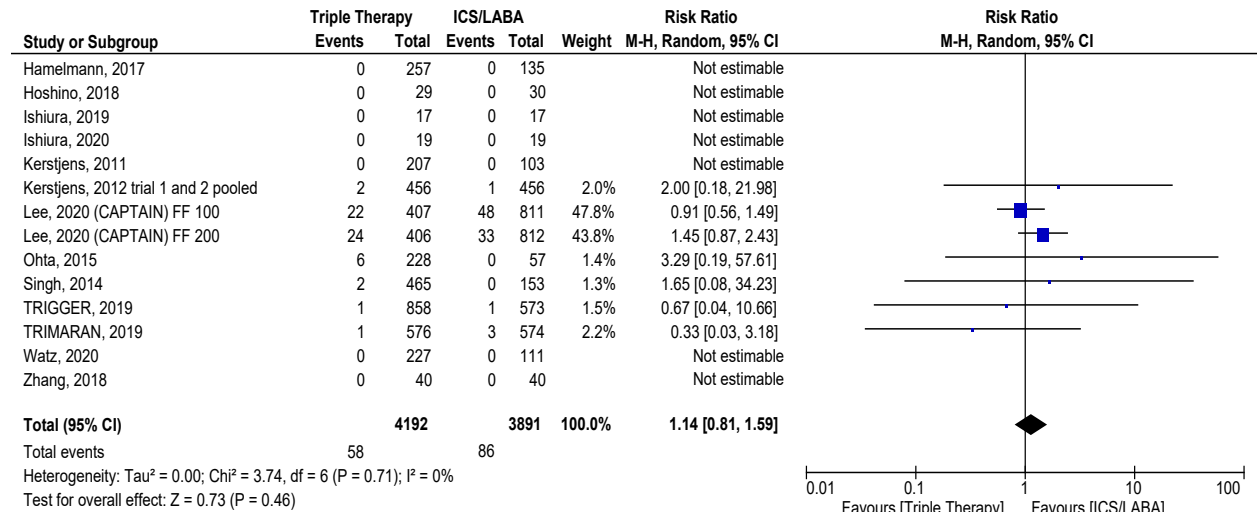 Triple Therapy ICS/LABA Risk Ratio Risk Ratio
Study or Subgroup Events Total Events Total Weight M-H, Random, 95% CI M-H, Random, 95% CI
Hamelmann, 2017 0 257 0 135 Not estimable
Hoshino, 2018 0 29 0 30 Not estimable
Ishiura, 2019 0 17 0 17 Not estimable
Ishiura, 2020 0 19 0 19 Not estimable
Kerstjens, 2011 0 207 0 103 Not estimable
Kerstjens, 2012 trial 1 and 2 pooled 2 456 1 456 2.0% 2.00 [0.18, 21.98]
Lee, 2020 (CAPTAIN) FF 100 22 407 48 811 47.8% 0.91 [0.56, 1.49]
Lee, 2020 (CAPTAIN) FF 200 24 406 33 812 43.8% 1.45 [0.87, 2.43]
Ohta, 2015 6 228 0 57 1.4% 3.29 [0.19, 57.61]
Singh, 2014 2 465 0 153 1.3% 1.65 [0.08, 34.23]
TRIGGER, 2019 1 858 1 573 1.5% 0.67 [0.04, 10.66]
TRIMARAN, 2019 1 576 3 574 2.2% 0.33 [0.03, 3.18]
Watz, 2020 0 227 0 111 Not estimable
Zhang, 2018 0 40 0 40 Not estimable
Total (95% CI) 4192 3891 100.0% 1.14 [0.81, 1.59]
Total events 58 86
Heterogeneity: Tau² = 0.00; Chi² = 3.74, df = 6 (P = 0.71); I² = 0%
Test for overall effect: Z = 0.73 (P = 0.46)
0.01 0.1 1 10 100
Favours [Triple Therapy] Favours [ICS/LABA]